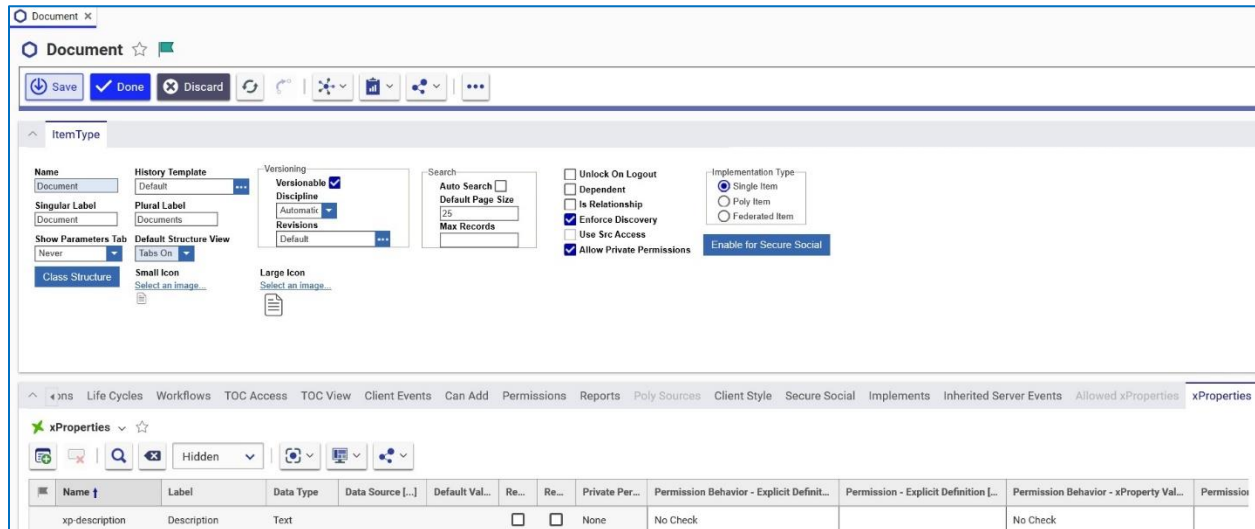 Document ×
Document
Save Done Discard
ItemType
Name History Template Versioning Search Unlock On Logout Implementation Type
Document Default Versionable Auto Search Dependent Single Item
Singular Label Plural Label Discipline Default Page Size Is Relationship Poly Item
Document Documents Automatic 25 Enforce Discovery Federated Item
Show Parameters Tab Default Structure View Revisions Max Records Use Src Access
Never Tabs On Default Allow Private Permissions Enable for Secure Social
Class Structure Small Icon Large Icon
Select an image... Select an image...
ons Life Cycles Workflows TOC Access TOC View Client Events Can Add Permissions Reports Poly Sources Client Style Secure Social Implements Inherited Server Events Allowed xProperties xProperties
xProperties
Hidden
Name Label Data Type Data Source [...] Default Val... Re... Re... Private Per... Permission Behavior - Explicit Definit... Permission - Explicit Definition [... Permission Behavior - xProperty Val... Permission
xp-description Description Text None No Check No Check